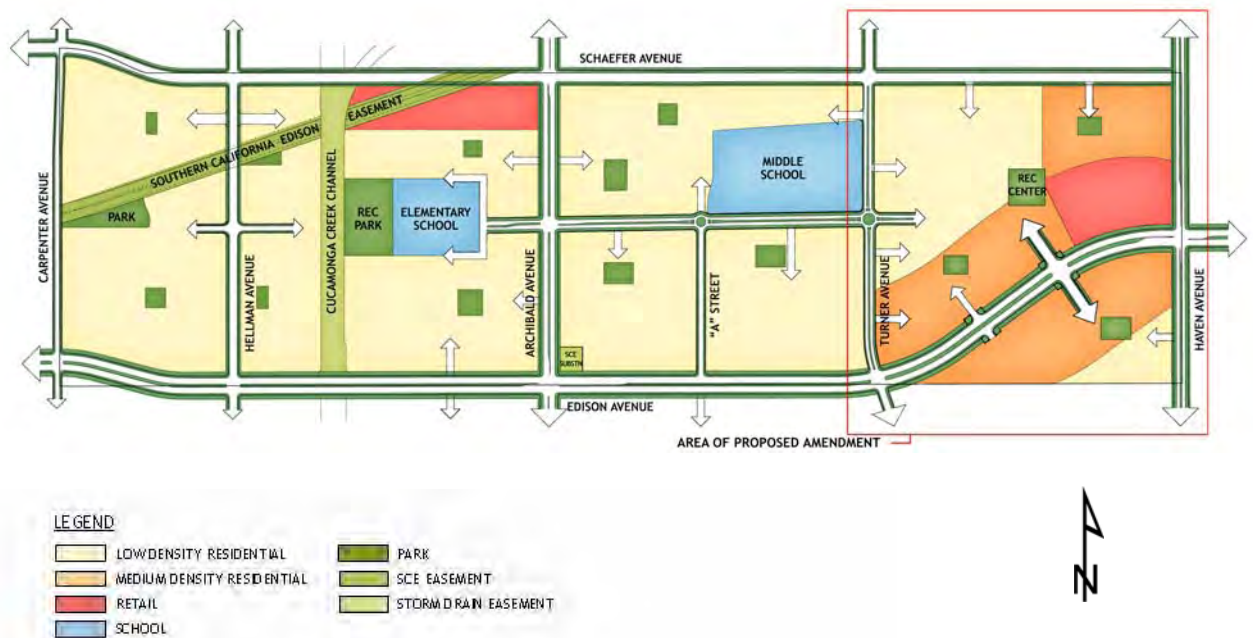 SCHAEFER AVENUE
SOUTHERN CALIFORNIA EDISON EASEMENT
CARPENTER AVENUE
PARK
HELLMAN AVENUE
CUCAMONGA CREEK CHANNEL
REC
PARK
ELEMENTARY
SCHOOL
ARCHIBALD AVENUE
SCE
SUBSTN
"A" STREET
MIDDLE
SCHOOL
TURNER AVENUE
REC
CENTER
HAVEN AVENUE
EDISON AVENUE
AREA OF PROPOSED AMENDMENT
LEGEND
LOW DENSITY RESIDENTIAL
MEDIUM DENSITY RESIDENTIAL
RETAIL
SCHOOL
PARK
SCE EASEMENT
STORM DRAIN EASEMENT
N